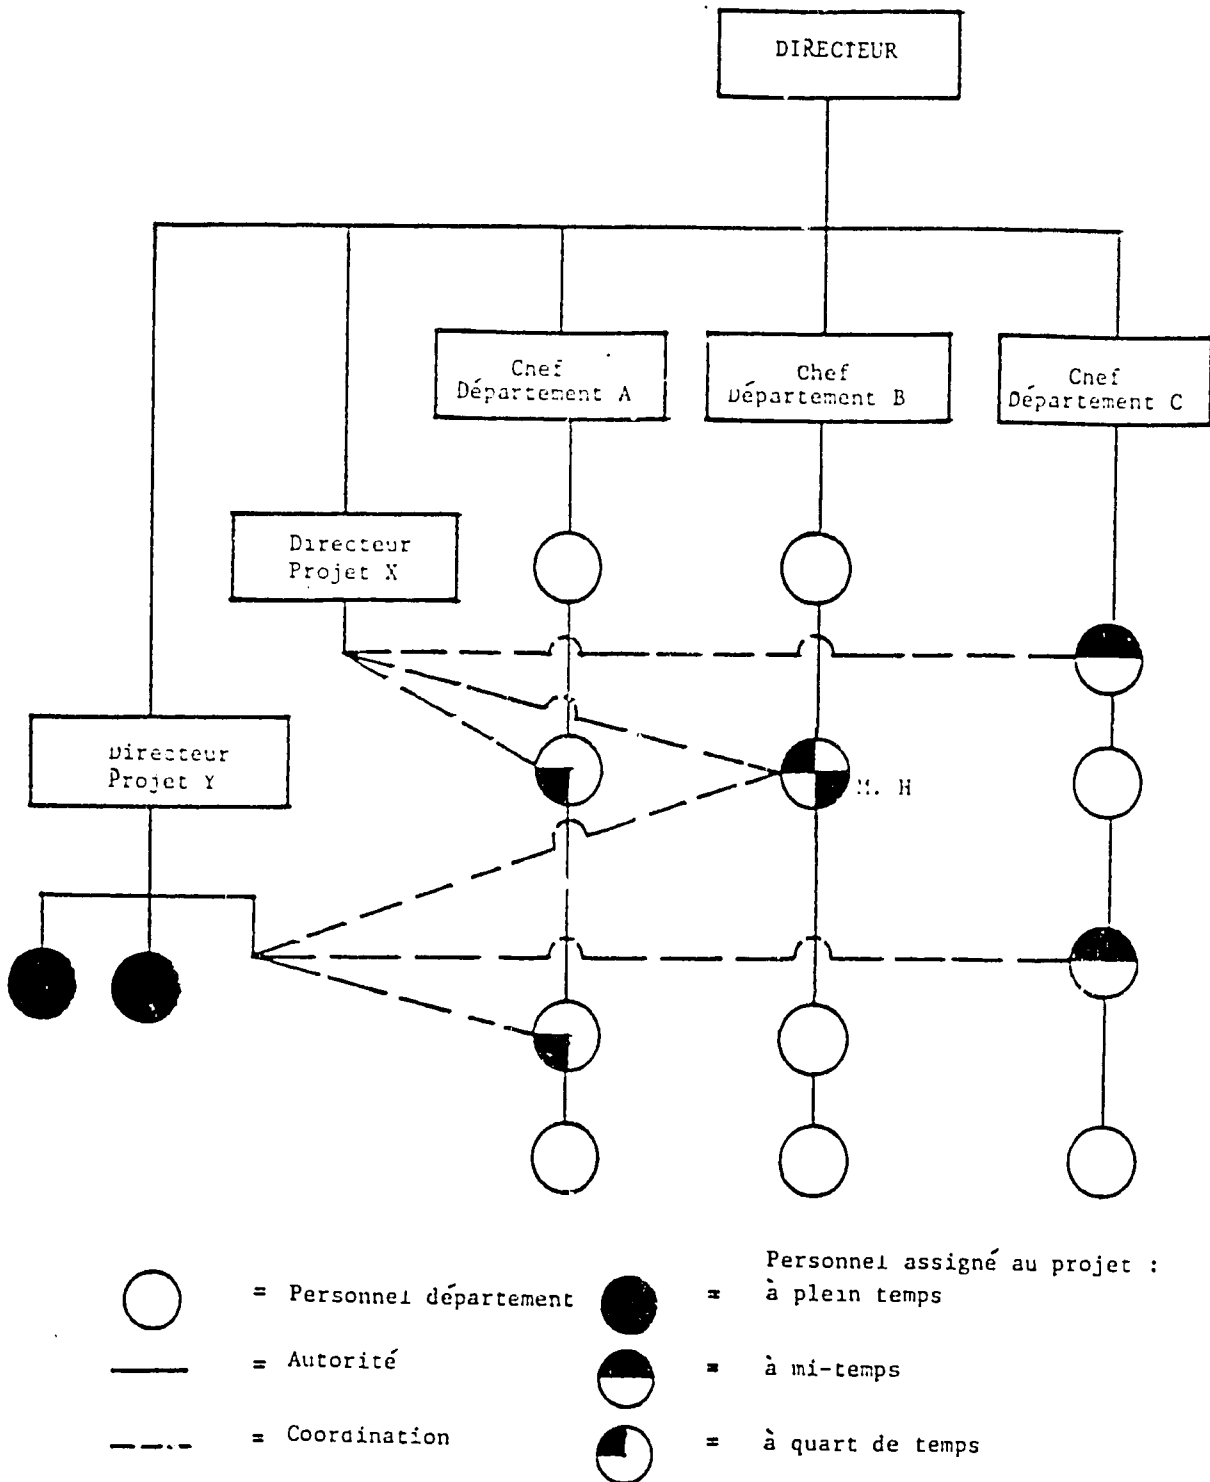 DIRECTEUR
Chef
Département A
Chef
Département B
Chef
Département C
Directeur
Projet X
Directeur
Projet Y
M. H
Personnel assigné au projet :
= Personnel département
= à plein temps
= Autorité
= à mi-temps
= Coordination
= à quart de temps